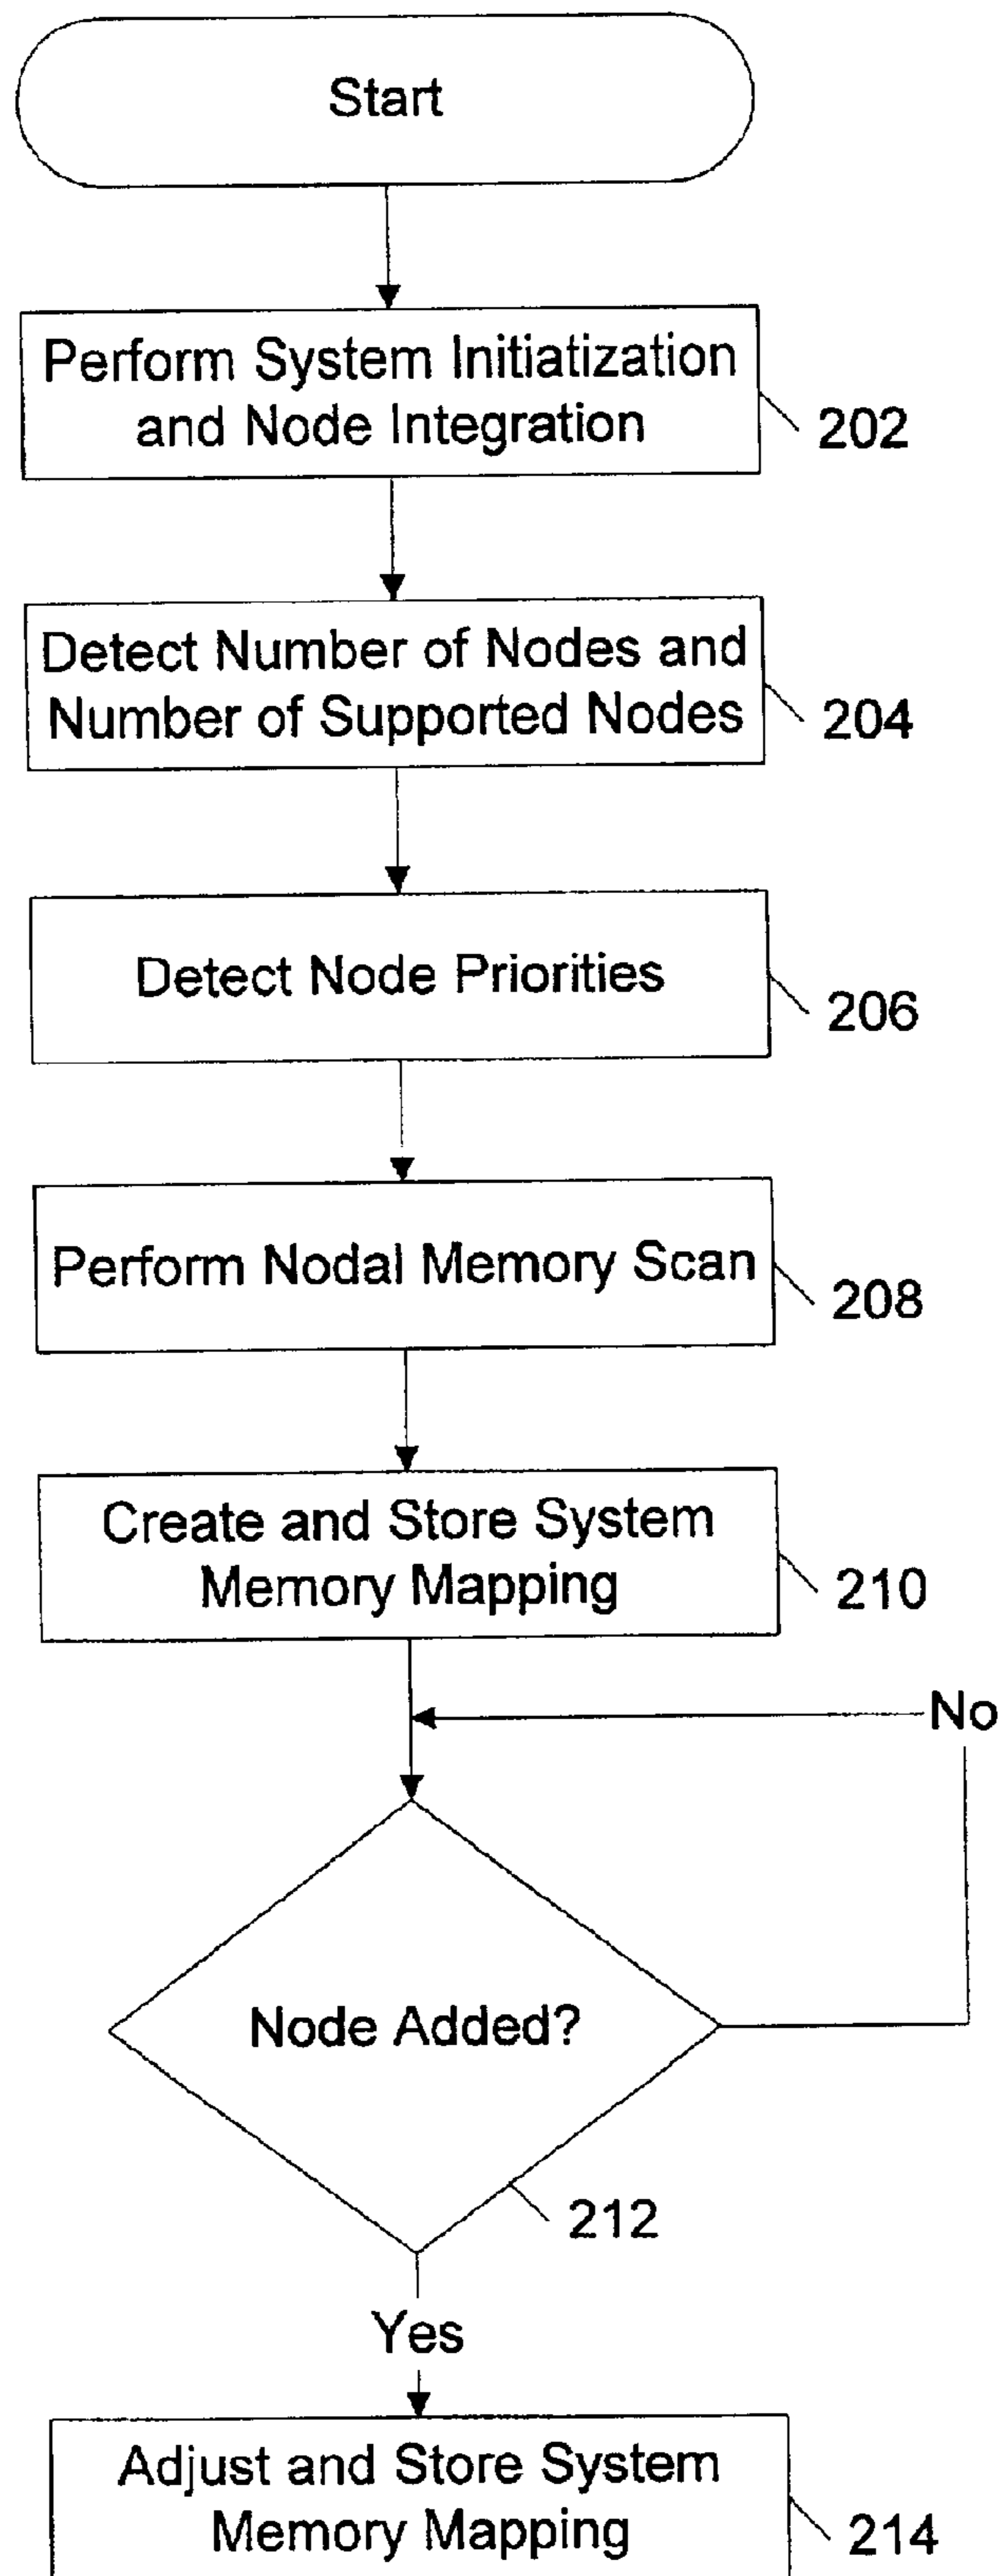 Start
Perform System Initiatization
and Node Integration
202
Detect Number of Nodes and
Number of Supported Nodes
204
Detect Node Priorities
206
Perform Nodal Memory Scan
208
Create and Store System
Memory Mapping
210
No
Node Added?
212
Yes
Adjust and Store System
Memory Mapping
214